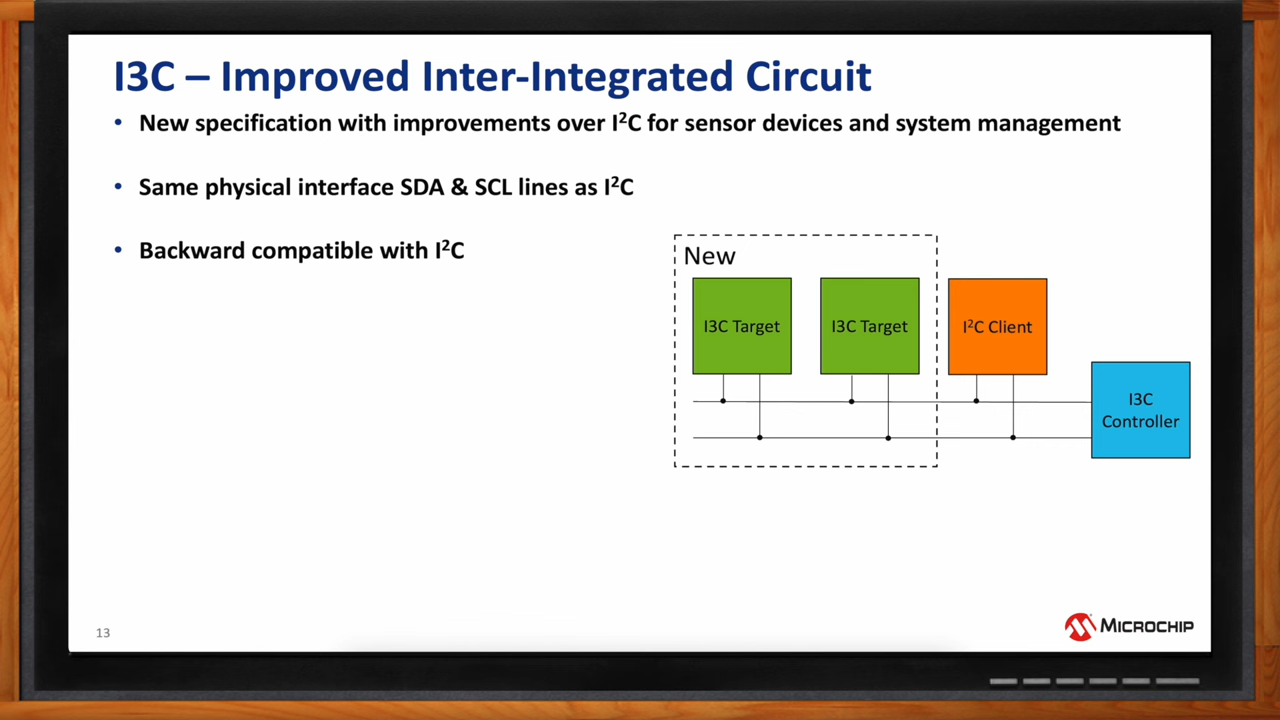 I3C – Improved Inter-Integrated Circuit
• New specification with improvements over I²C for sensor devices and system management
• Same physical interface SDA & SCL lines as I²C
• Backward compatible with I²C
New
I3C Target
I3C Target
I²C Client
I3C
Controller
13
MICROCHIP